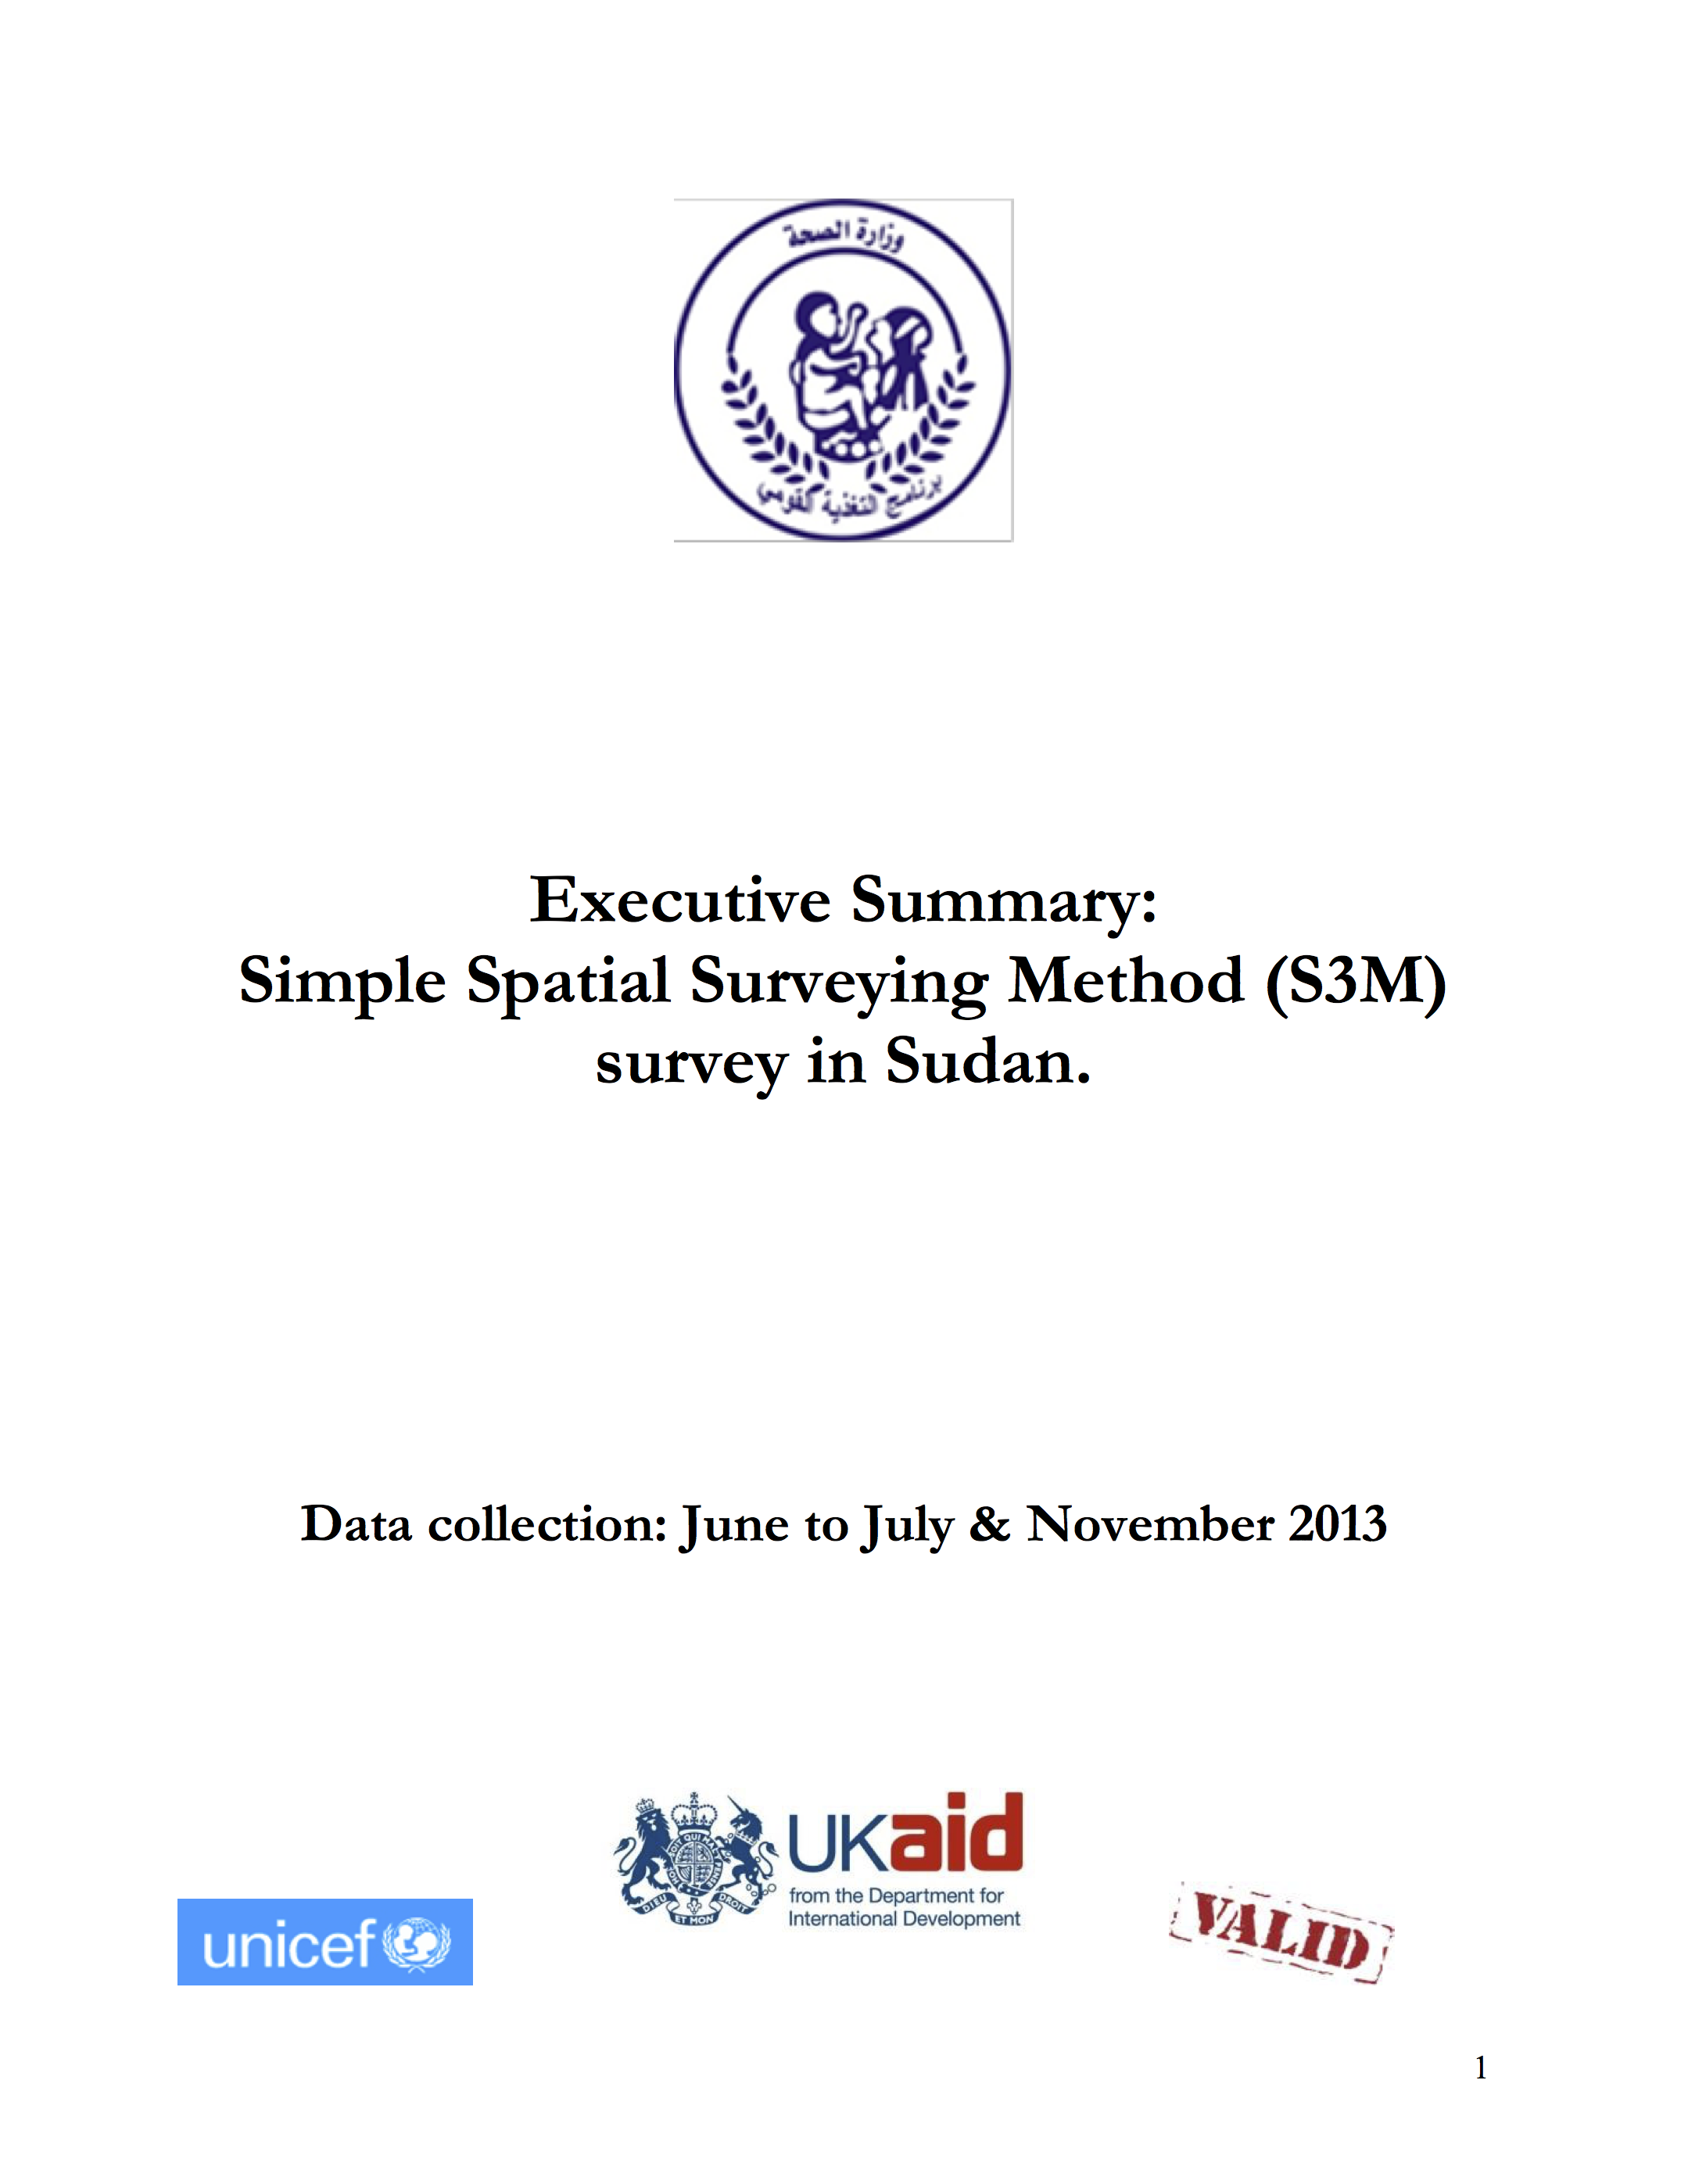 وزارة الصحة
برنامج التغذية القومي
Executive Summary:
Simple Spatial Surveying Method (S3M)
survey in Sudan.
Data collection: June to July & November 2013
unicef
UKaid
from the Department for
International Development
DIEU ET MON DROIT
VALID
1